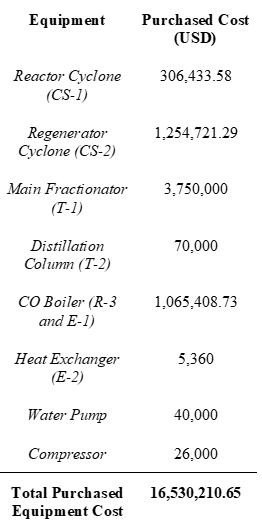 Equipment Purchased Cost
(USD)
Reactor Cyclone 306,433.58
(CS-1)
Regenerator 1,254,721.29
Cyclone (CS-2)
Main Fractionator 3,750,000
(T-1)
Distillation 70,000
Column (T-2)
CO Boiler (R-3 1,065,408.73
and E-1)
Heat Exchanger 5,360
(E-2)
Water Pump 40,000
Compressor 26,000
Total Purchased 16,530,210.65
Equipment Cost